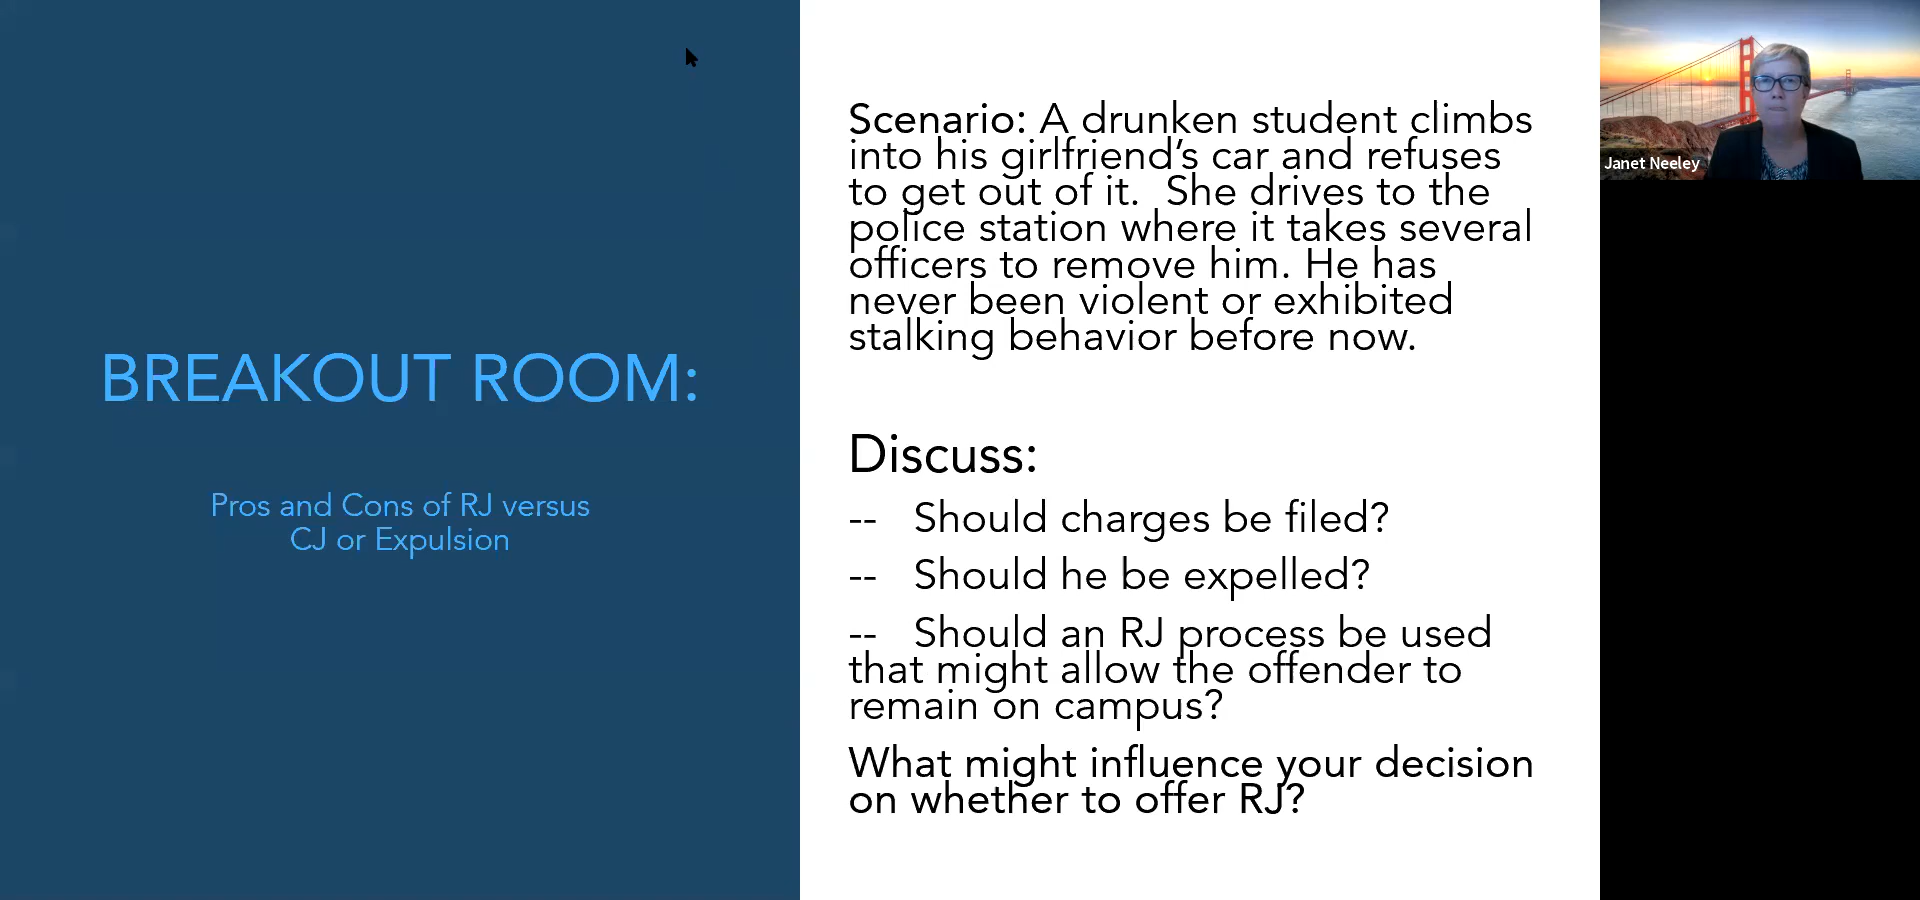 BREAKOUT ROOM:
Pros and Cons of RJ versus
CJ or Expulsion
Scenario: A drunken student climbs
into his girlfriend’s car and refuses
to get out of it.  She drives to the
police station where it takes several
officers to remove him. He has
never been violent or exhibited
stalking behavior before now.
Discuss:
--   Should charges be filed?
--   Should he be expelled?
--   Should an RJ process be used
that might allow the offender to
remain on campus?
What might influence your decision
on whether to offer RJ?
Janet Neeley